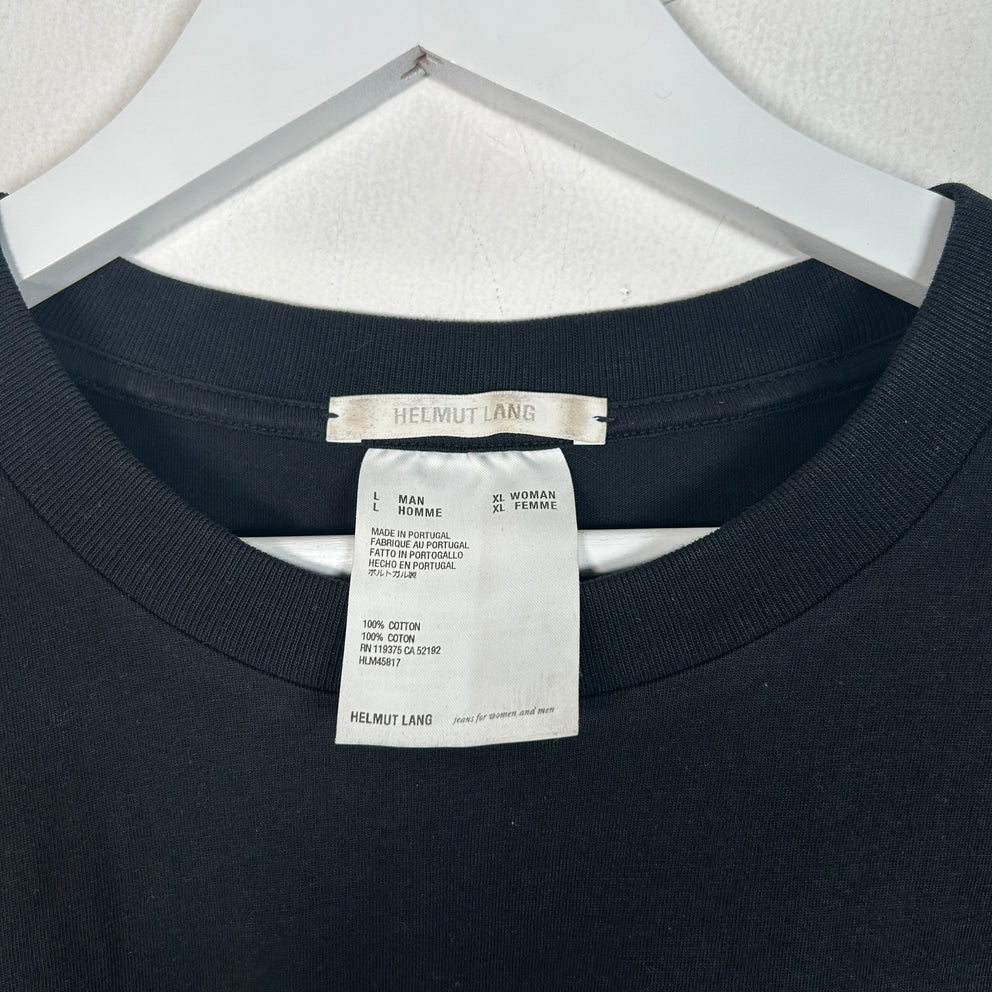 HELMUT LANG
L MAN XL WOMAN
L HOMME XL FEMME
MADE IN PORTUGAL
FABRIQUÉ AU PORTUGAL
FATTO IN PORTOGALLO
HECHO EN PORTUGAL
ポルトガル製
100% COTTON
100% COTON
RN 119375 CA 52192
HLM45817
HELMUT LANG jeans for women and men